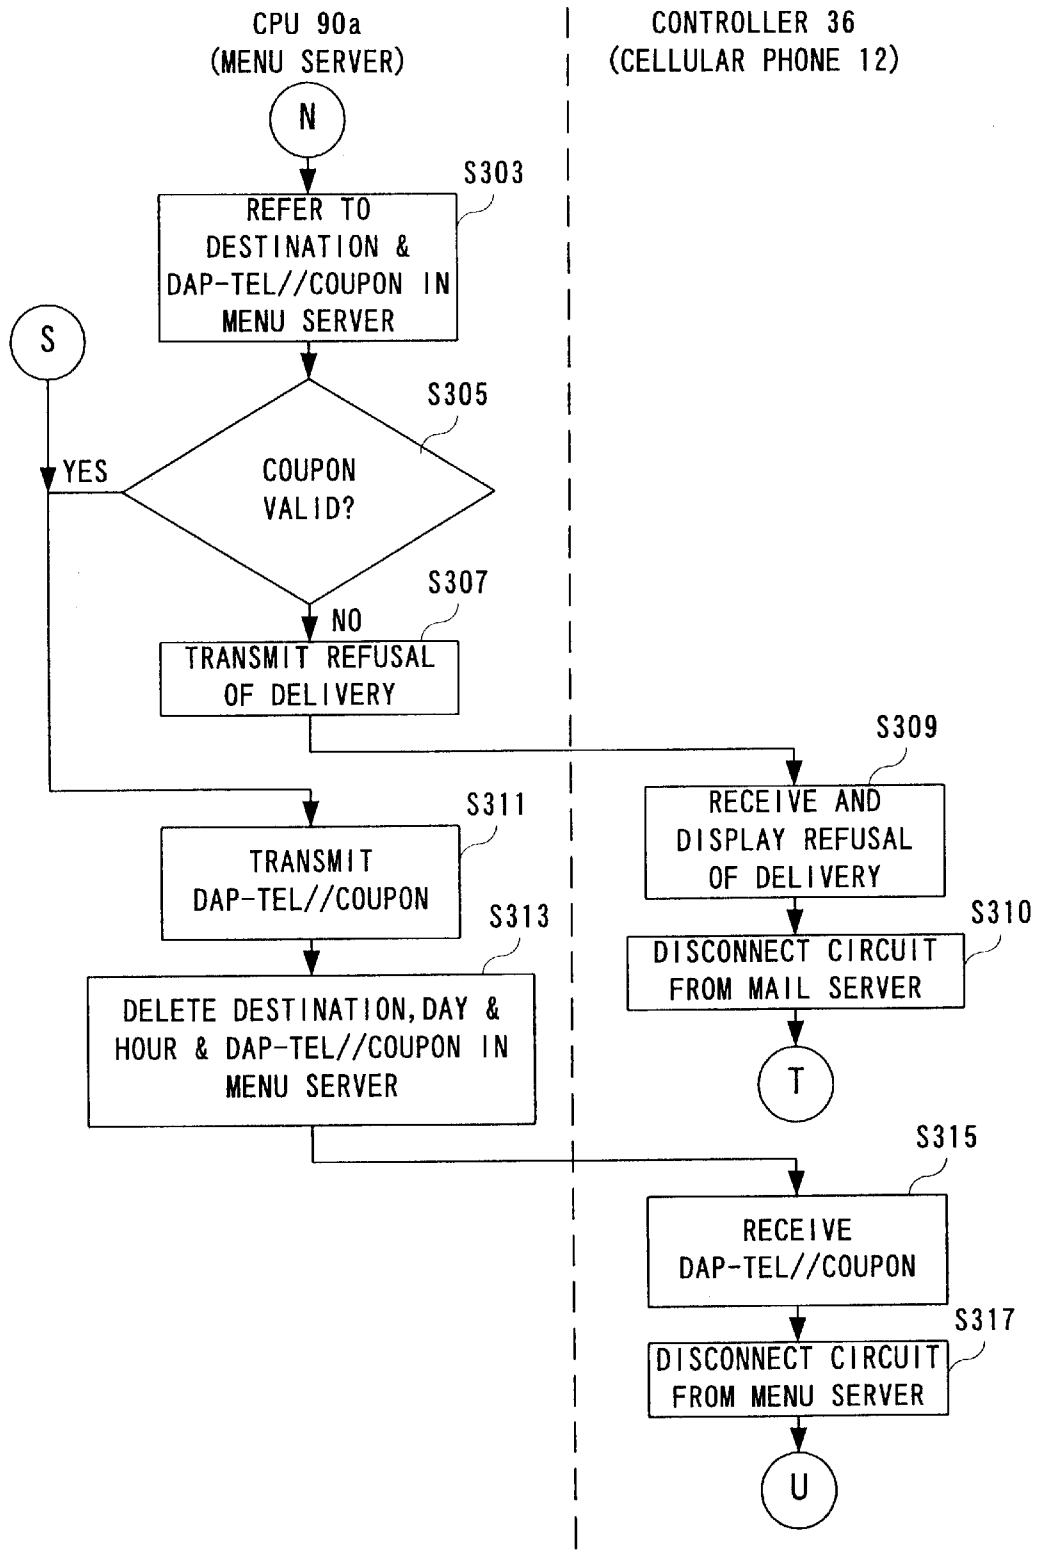 CPU 90a
(MENU SERVER)
CONTROLLER 36
(CELLULAR PHONE 12)
N
S303
REFER TO
DESTINATION &
DAP-TEL//COUPON IN
MENU SERVER
S
S305
YES
COUPON
VALID?
S307
NO
TRANSMIT REFUSAL
OF DELIVERY
S309
RECEIVE AND
DISPLAY REFUSAL
OF DELIVERY
S311
TRANSMIT
DAP-TEL//COUPON
S310
DISCONNECT CIRCUIT
FROM MAIL SERVER
S313
DELETE DESTINATION, DAY &
HOUR & DAP-TEL//COUPON IN
MENU SERVER
T
S315
RECEIVE
DAP-TEL//COUPON
S317
DISCONNECT CIRCUIT
FROM MENU SERVER
U